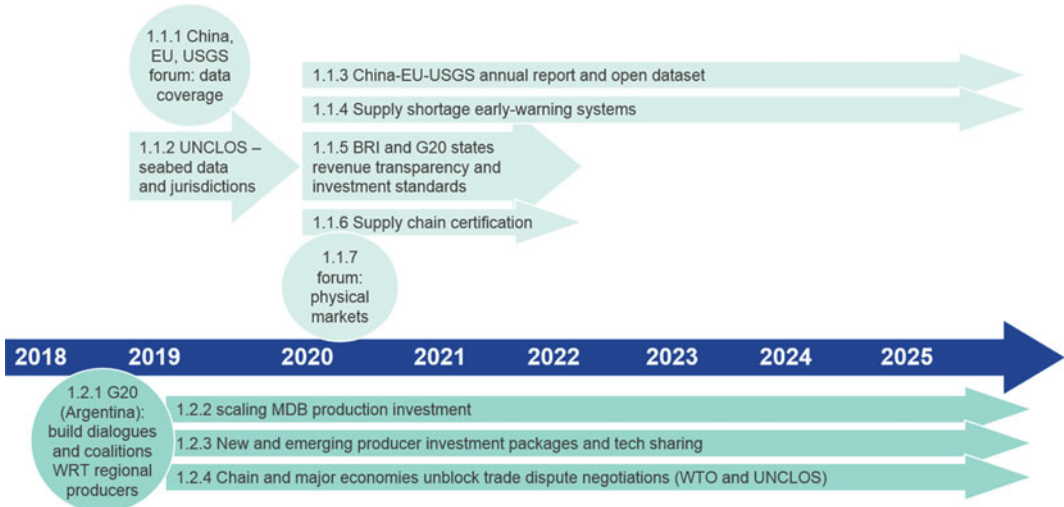 1.1.1 China,
EU, USGS
forum: data
coverage
1.1.3 China-EU-USGS annual report and open dataset
1.1.4 Supply shortage early-warning systems
1.1.2 UNCLOS –
seabed data
and jurisdictions
1.1.5 BRI and G20 states
revenue transparency and
investment standards
1.1.6 Supply chain certification
1.1.7
forum:
physical
markets
2018 2019 2020 2021 2022 2023 2024 2025
1.2.1 G20
(Argentina):
build dialogues
and coalitions
WRT regional
producers
1.2.2 scaling MDB production investment
1.2.3 New and emerging producer investment packages and tech sharing
1.2.4 Chain and major economies unblock trade dispute negotiations (WTO and UNCLOS)